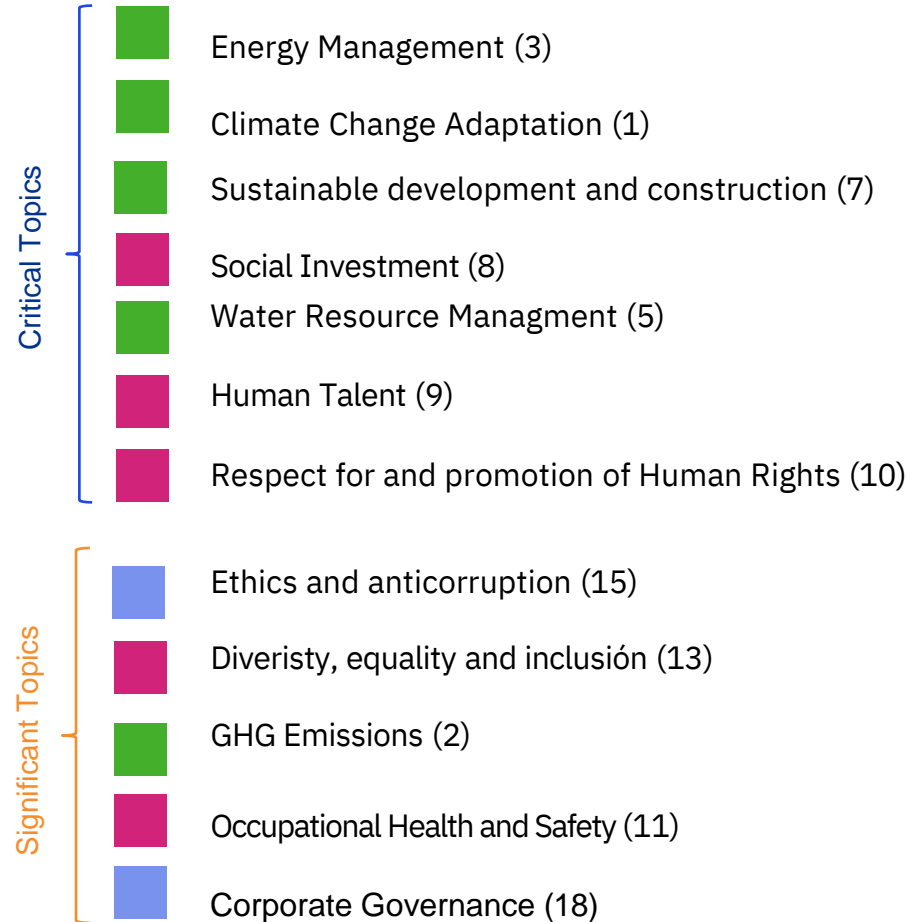 Critical Topics
Energy Management (3)
Climate Change Adaptation (1)
Sustainable development and construction (7)
Social Investment (8)
Water Resource Managment (5)
Human Talent (9)
Respect for and promotion of Human Rights (10)
Significant Topics
Ethics and anticorruption (15)
Diveristy, equality and inclusión (13)
GHG Emissions (2)
Occupational Health and Safety (11)
Corporate Governance (18)